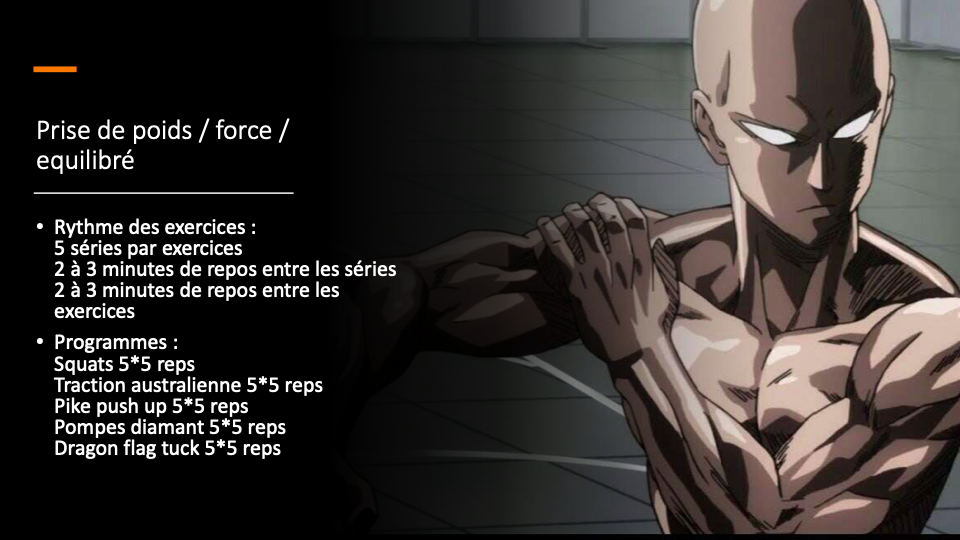 Prise de poids / force /
equilibré
• Rythme des exercices :
5 séries par exercices
2 à 3 minutes de repos entre les séries
2 à 3 minutes de repos entre les
exercices
• Programmes :
Squats 5*5 reps
Traction australienne 5*5 reps
Pike push up 5*5 reps
Pompes diamant 5*5 reps
Dragon flag tuck 5*5 reps